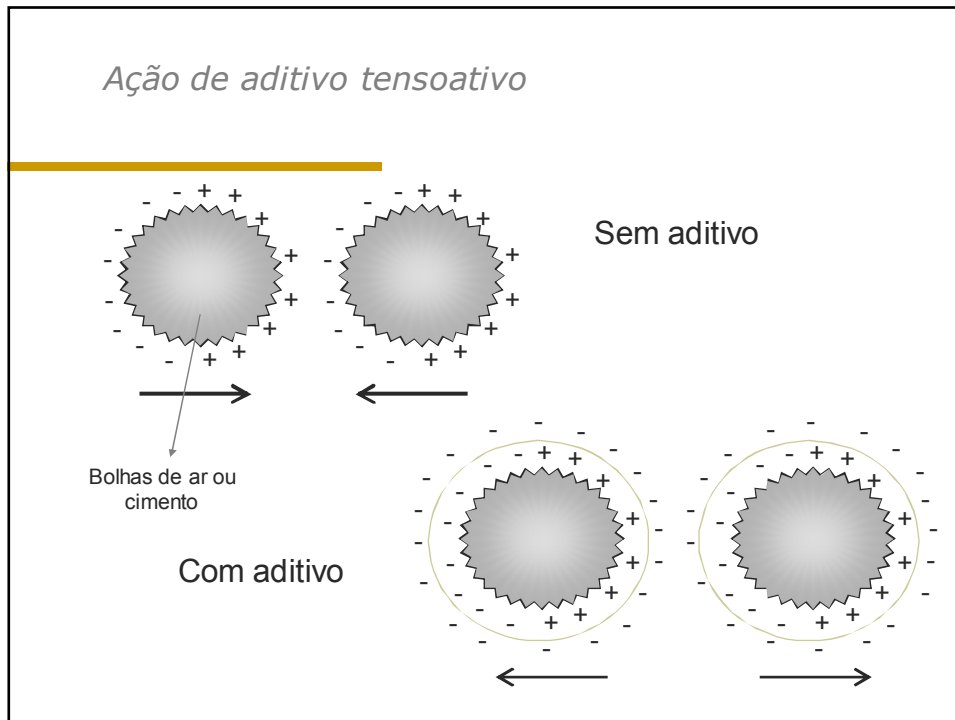 Ação de aditivo tensoativo
Sem aditivo
Bolhas de ar ou
cimento
Com aditivo